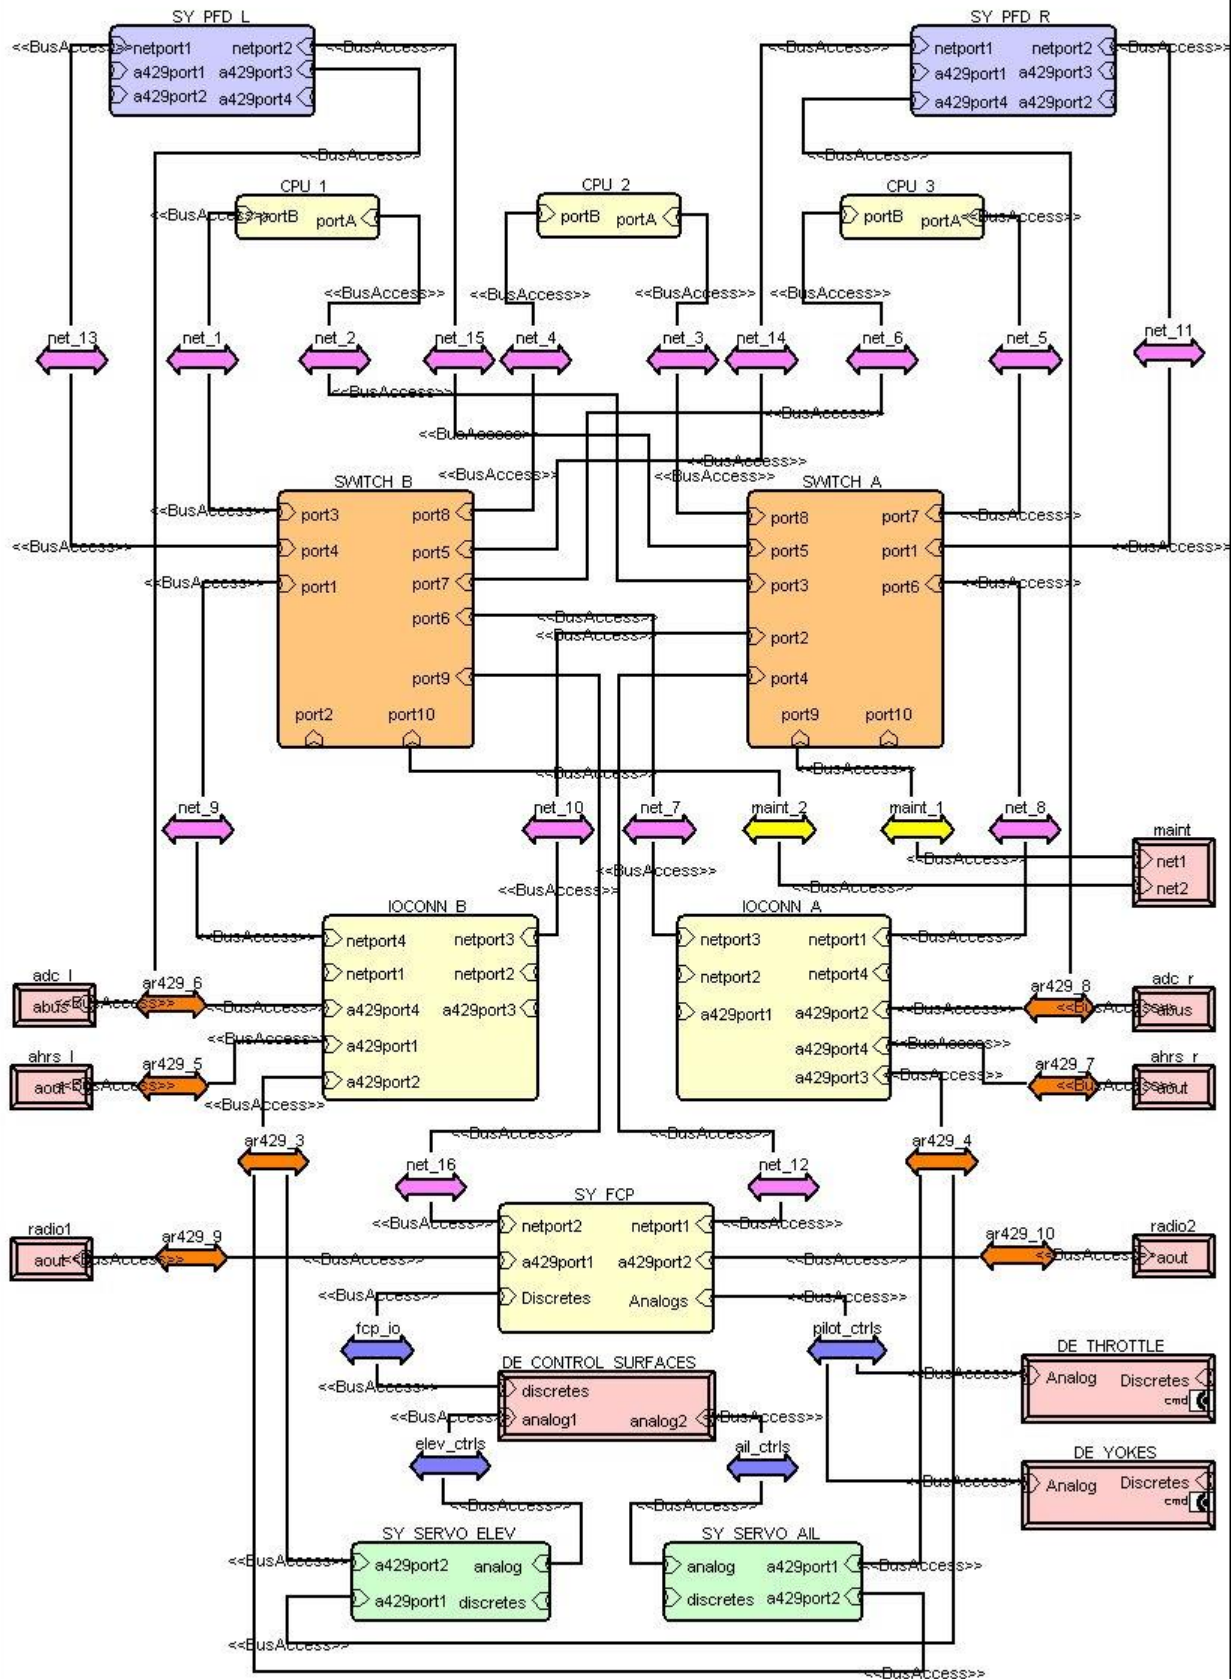 SY_PFD_L
SY_PFD_R
<<BusAccess>> netport1 netport2 <<BusAccess>> <<BusAccess>> netport1 netport2 <<BusAccess>>
a429port1 a429port3 a429port1 a429port3
a429port2 a429port4 a429port4 a429port2
<<BusAccess>> <<BusAccess>>
CPU_1 CPU_2 CPU_3
<<BusAccess>> portB portA portB portA portB portA <<BusAccess>>
<<BusAccess>> <<BusAccess>> <<BusAccess>> <<BusAccess>>
net_13 net_1 net_2 net_15 net_4 net_3 net_14 net_6 net_5 net_11
<<BusAccess>> <<BusAccess>>
<<BusAccess>>
<<BusAccess>> <<BusAccess>> <<BusAccess>>
SWITCH_B SWITCH_A
<<BusAccess>> port3 port8 port8 port7 <<BusAccess>>
<<BusAccess>> port4 port5 port5 port1 <<BusAccess>>
<<BusAccess>> port1 port7 port3 port6 <<BusAccess>>
port6 <<BusAccess>>
<<BusAccess>> port2
port9 port4
port2 port10 port9 port10
<<BusAccess>> <<BusAccess>>
net_9 net_10 net_7 maint_2 maint_1 net_8 maint
<<BusAccess>> net1
<<BusAccess>>
<<BusAccess>> <<BusAccess>> net2
IOCONN_B IOCONN_A
<<BusAccess>> netport4 netport3 netport3 netport1 <<BusAccess>>
netport1 netport2 netport2 netport4
adc_l ar429_6 ar429_8 adc_r
abus <<BusAccess>> <<BusAccess>> a429port4 a429port3 a429port1 a429port2 <<BusAccess>> <<BusAccess>> abus
<<BusAccess>> a429port1 a429port4 <<BusAccess>>
ahrs_l ar429_5 ar429_7 ahrs_r
aout <<BusAccess>> a429port2 a429port3 <<BusAccess>> <<BusAccess>> aout
<<BusAccess>>
<<BusAccess>> <<BusAccess>>
ar429_3 ar429_4
net_16 net_12
SY_FCP
<<BusAccess>> netport2 netport1 <<BusAccess>>
radio1 ar429_9 ar429_10 radio2
aout <<BusAccess>> <<BusAccess>> a429port1 a429port2 <<BusAccess>> <<BusAccess>> aout
<<BusAccess>> Discretes Analogs <<BusAccess>>
fcp_io pilot_ctrls
DE_CONTROL_SURFACES DE_THROTTLE
<<BusAccess>> discretes <<BusAccess>> Analog Discretes
cmd
<<BusAccess>> analog1 analog2 <<BusAccess>>
elev_ctrls ail_ctrls DE_YOKES
<<BusAccess>> Analog Discretes
cmd
<<BusAccess>> <<BusAccess>>
SY_SERVO_ELEV SY_SERVO_AIL
<<BusAccess>> a429port2 analog analog a429port1 <<BusAccess>>
a429port1 discretes discretes a429port2
<<BusAccess>>
<<BusAccess>>